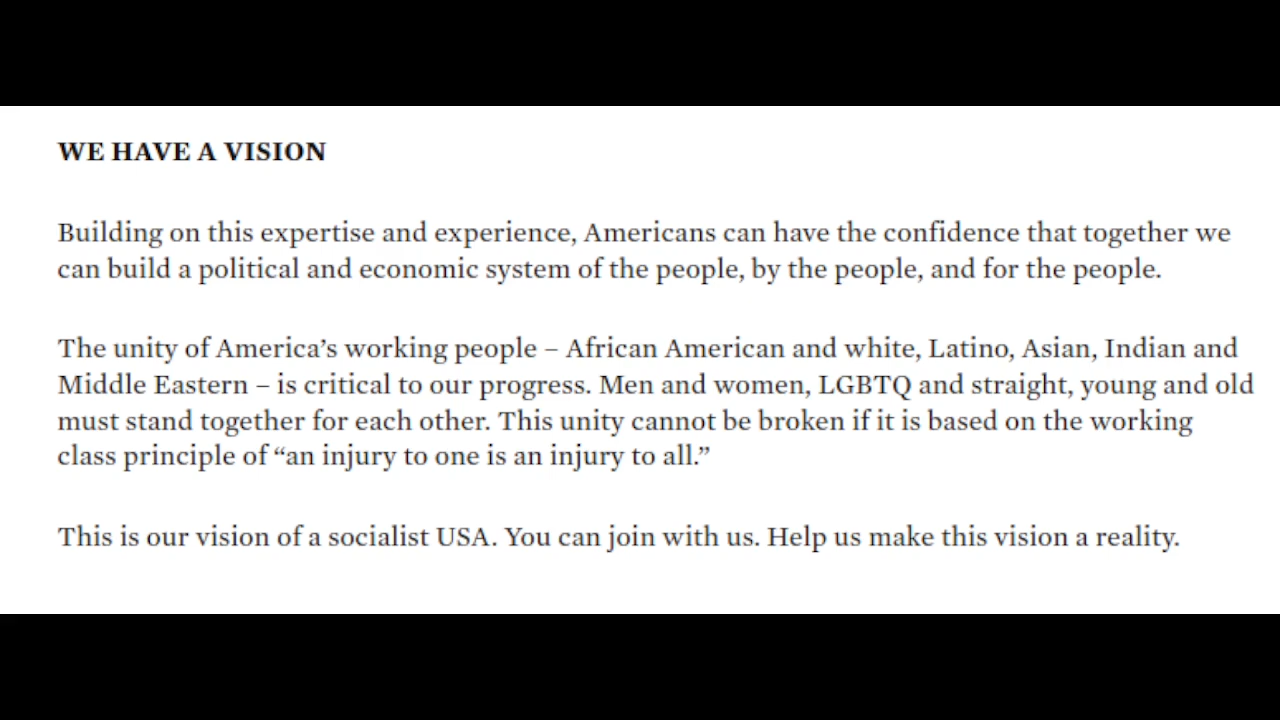 WE HAVE A VISION
Building on this expertise and experience, Americans can have the confidence that together we
can build a political and economic system of the people, by the people, and for the people.
The unity of America’s working people – African American and white, Latino, Asian, Indian and
Middle Eastern – is critical to our progress. Men and women, LGBTQ and straight, young and old
must stand together for each other. This unity cannot be broken if it is based on the working
class principle of “an injury to one is an injury to all.”
This is our vision of a socialist USA. You can join with us. Help us make this vision a reality.